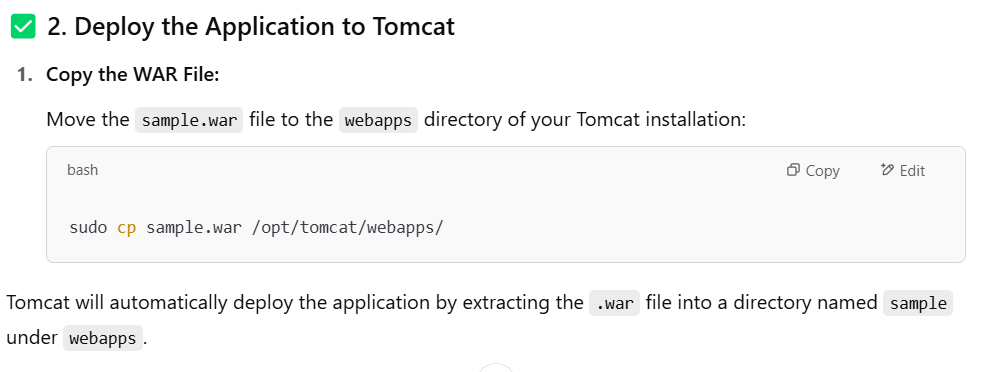 ✅ 2. Deploy the Application to Tomcat
1. Copy the WAR File:
Move the sample.war file to the webapps directory of your Tomcat installation:
bash
Copy
Edit
sudo cp sample.war /opt/tomcat/webapps/
Tomcat will automatically deploy the application by extracting the .war file into a directory named sample
under webapps.